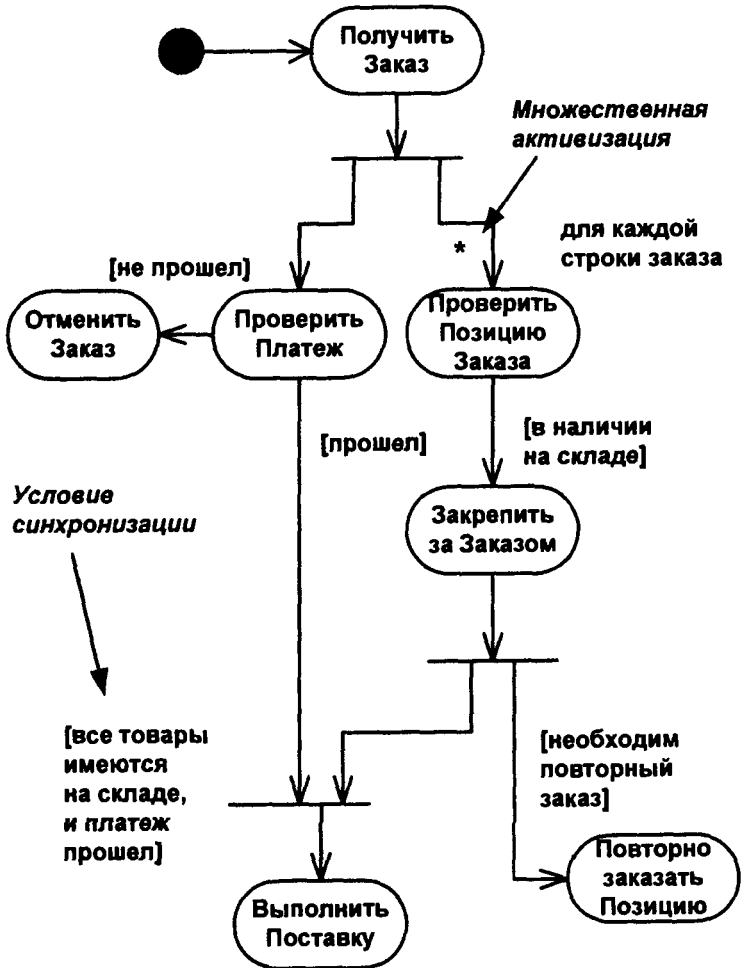 Получить
Заказ
Множественная
активизация
*
для каждой
строки заказа
[не прошел]
Отменить
Заказ
Проверить
Платеж
Проверить
Позицию
Заказа
[прошел]
[в наличии
на складе]
Условие
синхронизации
Закрепить
за Заказом
[все товары
имеются
на складе,
и платеж
прошел]
[необходим
повторный
заказ]
Повторно
заказать
Позицию
Выполнить
Поставку